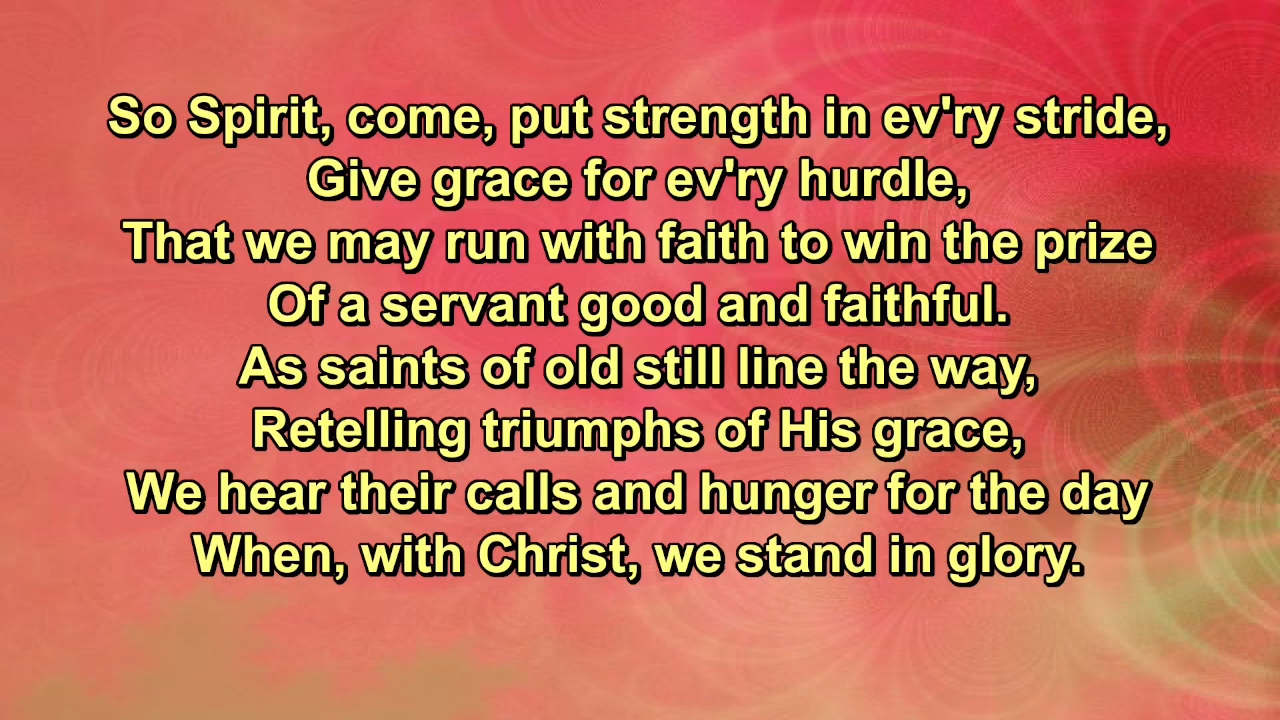 So Spirit, come, put strength in ev'ry stride,
Give grace for ev'ry hurdle,
That we may run with faith to win the prize
Of a servant good and faithful.
As saints of old still line the way,
Retelling triumphs of His grace,
We hear their calls and hunger for the day
When, with Christ, we stand in glory.